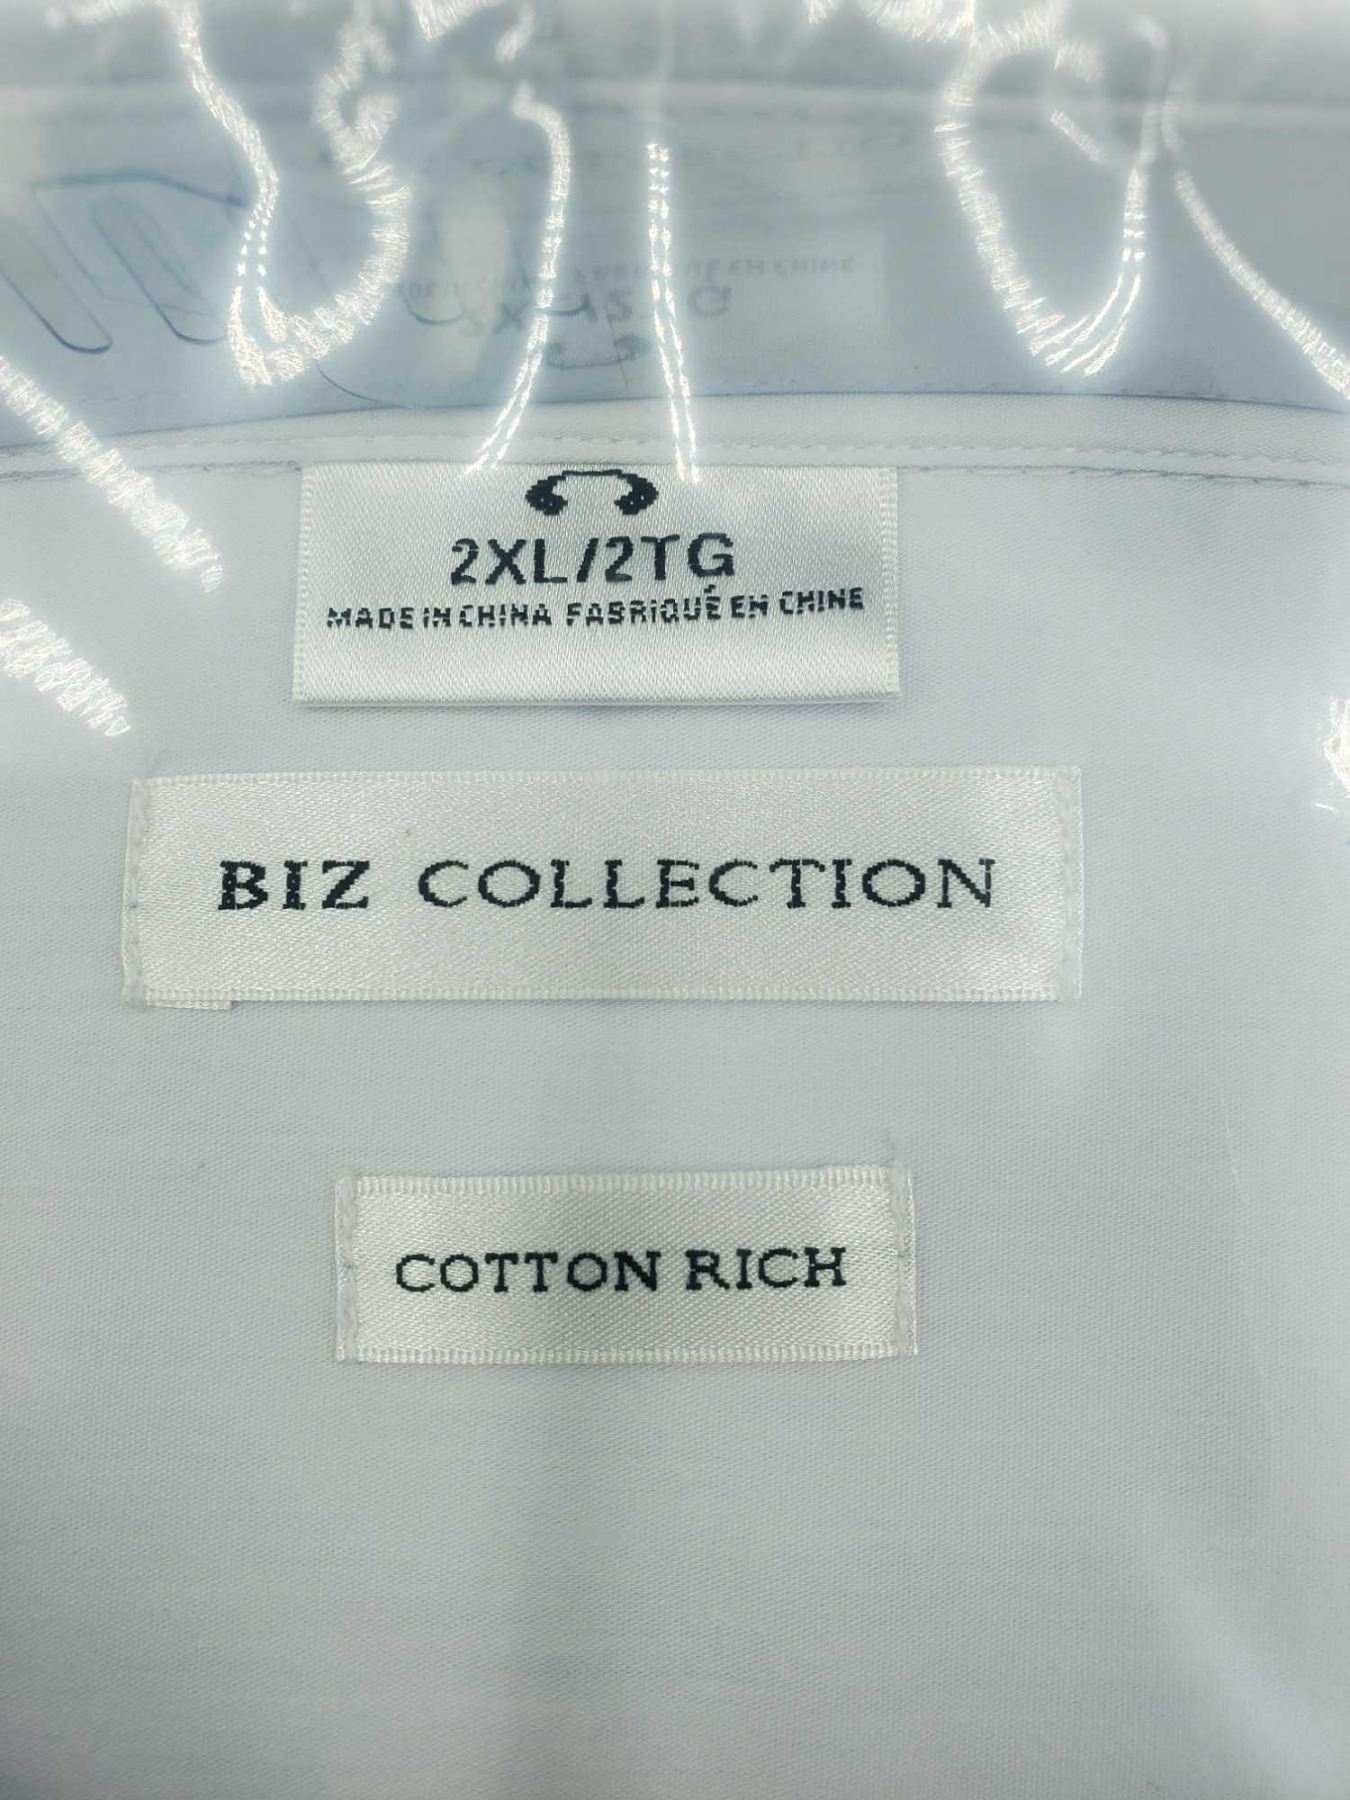 2XL/2TG
MADE IN CHINA FABRIQUÉ EN CHINE
BIZ COLLECTION
COTTON RICH